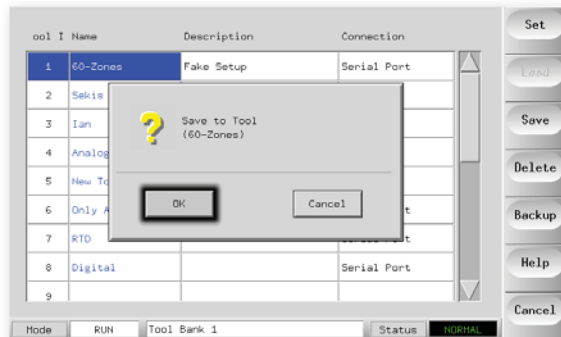 ool I Name Description Connection
1 60-Zones Fake Setup Serial Port
2 Sekis
3 Ian
4 Analog
5 New To
6 Only A
7 RTD
8 Digital Serial Port
9
Save to Tool
(60-Zones)
OK Cancel
Set
Load
Save
Delete
Backup
Help
Cancel
Mode RUN Tool Bank 1 Status NORMAL